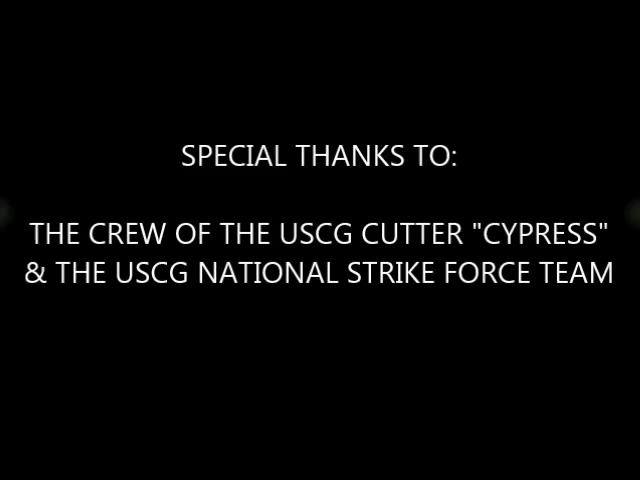 SPECIAL THANKS TO:
THE CREW OF THE USCG CUTTER "CYPRESS"
& THE USCG NATIONAL STRIKE FORCE TEAM